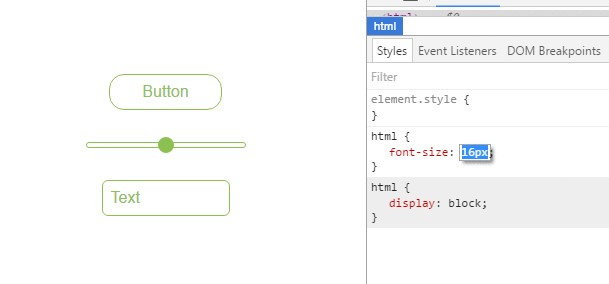 Button
Text
html
Styles Event Listeners DOM Breakpoints
Filter
element.style {
}
html {
font-size: 16px;
}
html {
display: block;
}